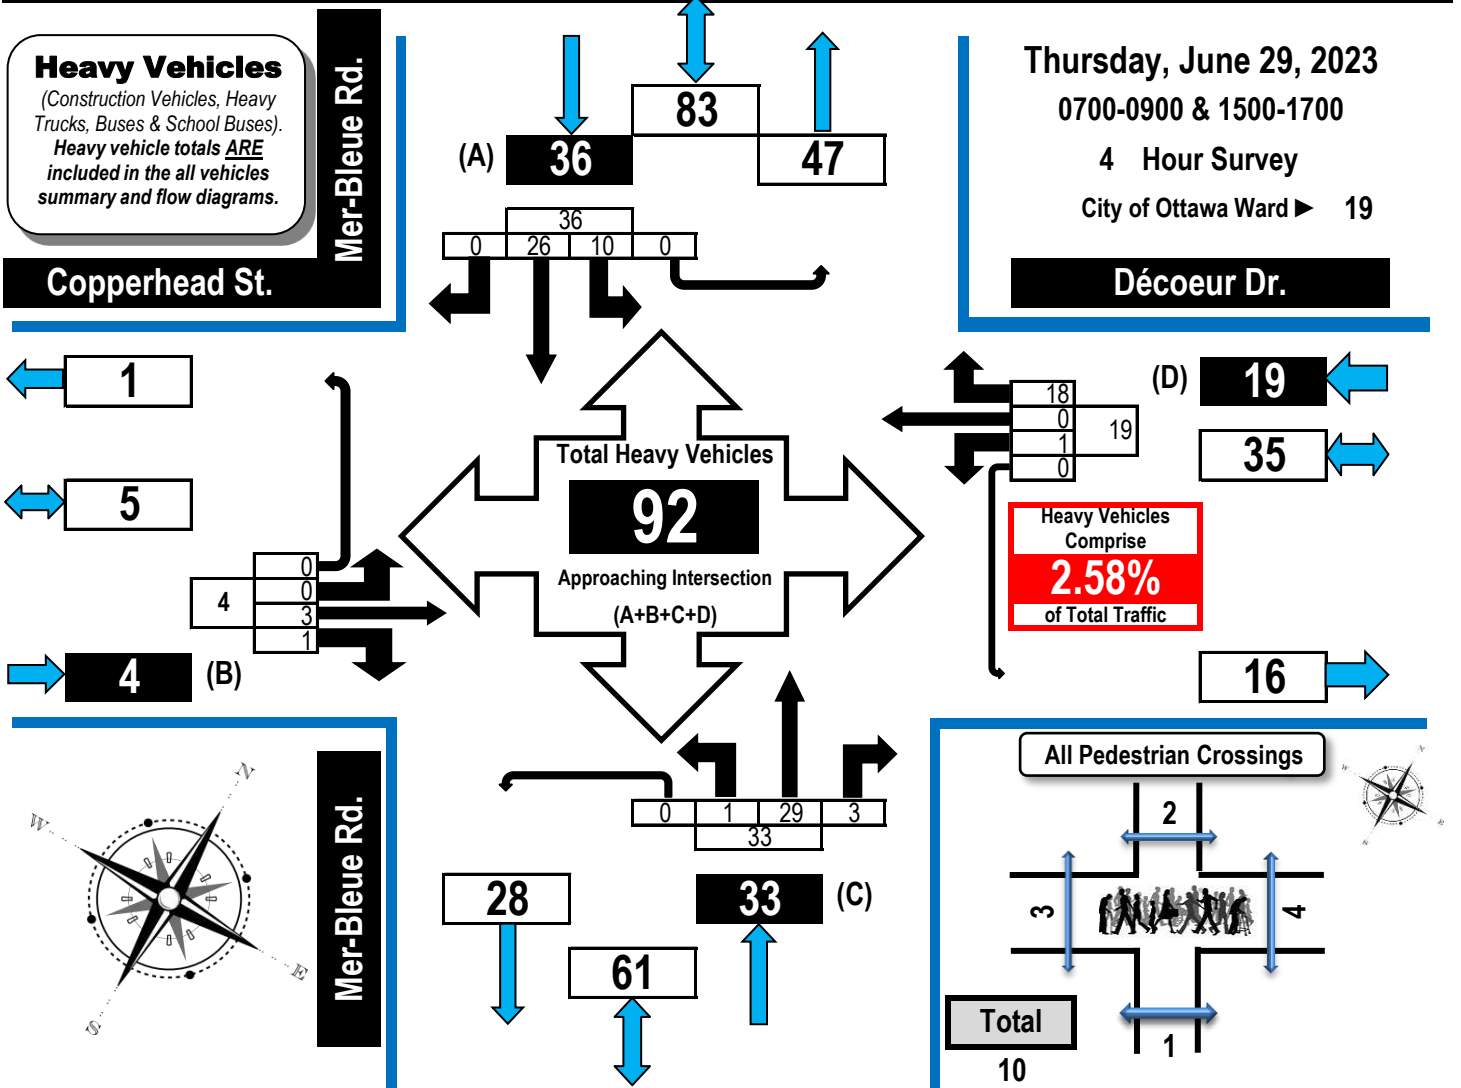 Heavy Vehicles
(Construction Vehicles, Heavy
Trucks, Buses & School Buses).
Heavy vehicle totals ARE
included in the all vehicles
summary and flow diagrams.
Mer-Bleue Rd.
Copperhead St.
83
(A) 36
47
36
0 26 10 0
Thursday, June 29, 2023
0700-0900 & 1500-1700
4 Hour Survey
City of Ottawa Ward ► 19
Décoeur Dr.
1
5
0
0
4
3
1
4 (B)
Total Heavy Vehicles
92
Approaching Intersection
(A+B+C+D)
18
0
19
1
0
(D) 19
35
Heavy Vehicles
Comprise
2.58%
of Total Traffic
16
N
W
E
S
Mer-Bleue Rd.
0 1 29 3
33
28
33 (C)
61
All Pedestrian Crossings
N
W
E
S
2
3
4
1
Total
10